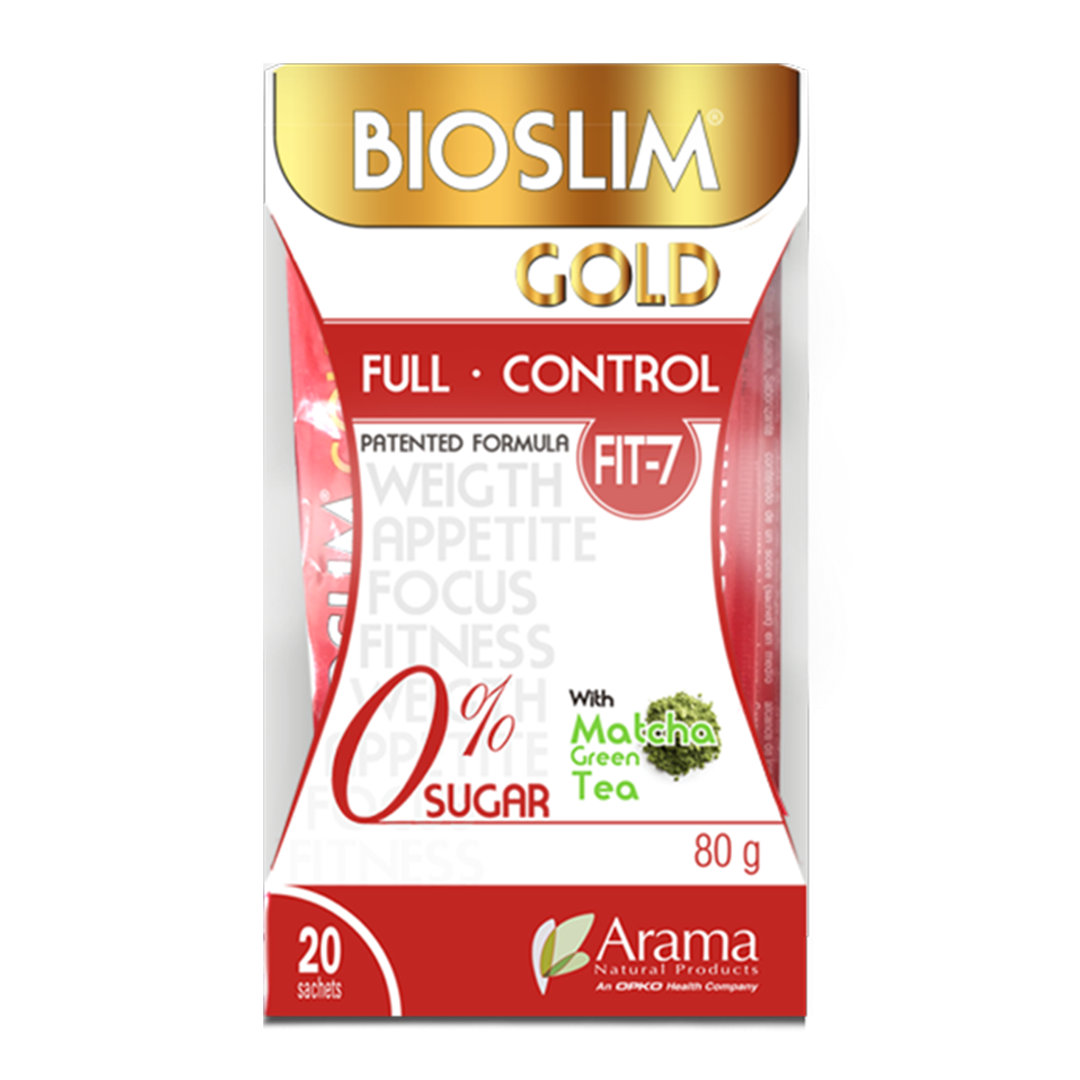 BIOSLIM®
GOLD
FULL · CONTROL
PATENTED FORMULA
FIT-7
WEIGTH
APPETITE
FOCUS
FITNESS
WEIGTH
APPETITE
FOCUS
FITNESS
0%
SUGAR
With
Matcha
Green
Tea
80 g
20
sachets
Arama
Natural Products
An OPKO Health Company